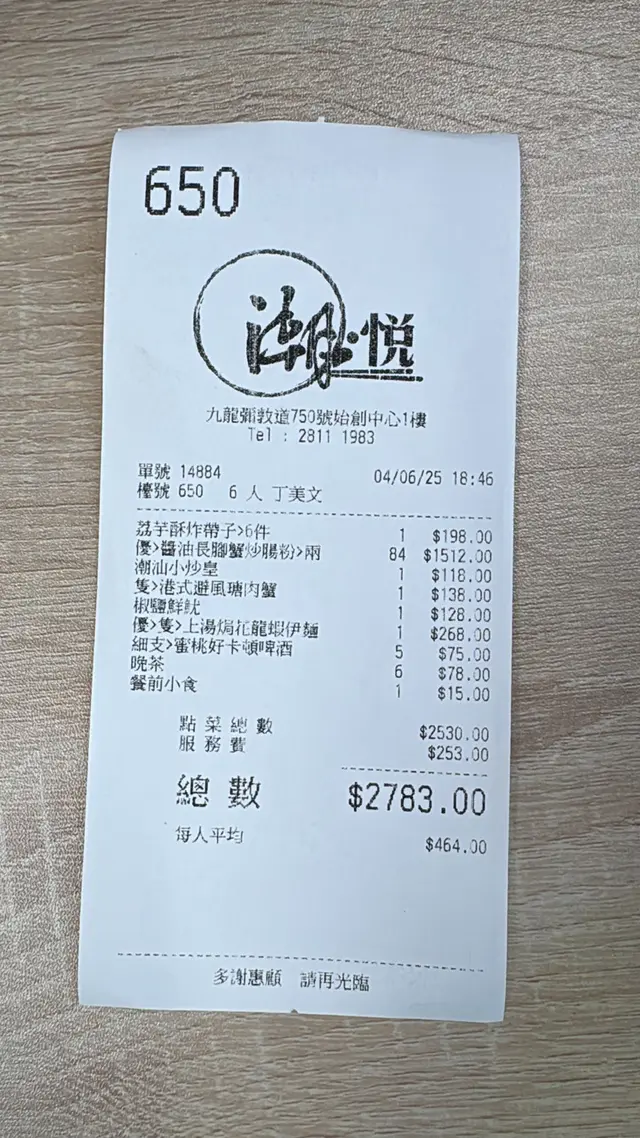 650
潮·悅
九龍彌敦道750號始創中心1樓
Tel : 2811 1983
單號 14884 04/06/25 18:46
檯號 650 6 人 丁美文
荔芋酥炸帶子>6件 1 $198.00
優>醬油長腳蟹炒腸粉>兩 84 $1512.00
潮汕小炒皇 1 $118.00
隻>港式避風塘肉蟹 1 $138.00
椒鹽鮮魷 1 $128.00
優>隻>上湯焗花龍蝦伊麵 1 $268.00
細支>蜜桃好卡頓啤酒 5 $75.00
晚茶 6 $78.00
餐前小食 1 $15.00
點菜總數 $2530.00
服務費 $253.00
總數 $2783.00
每人平均 $464.00
多謝惠顧 請再光臨